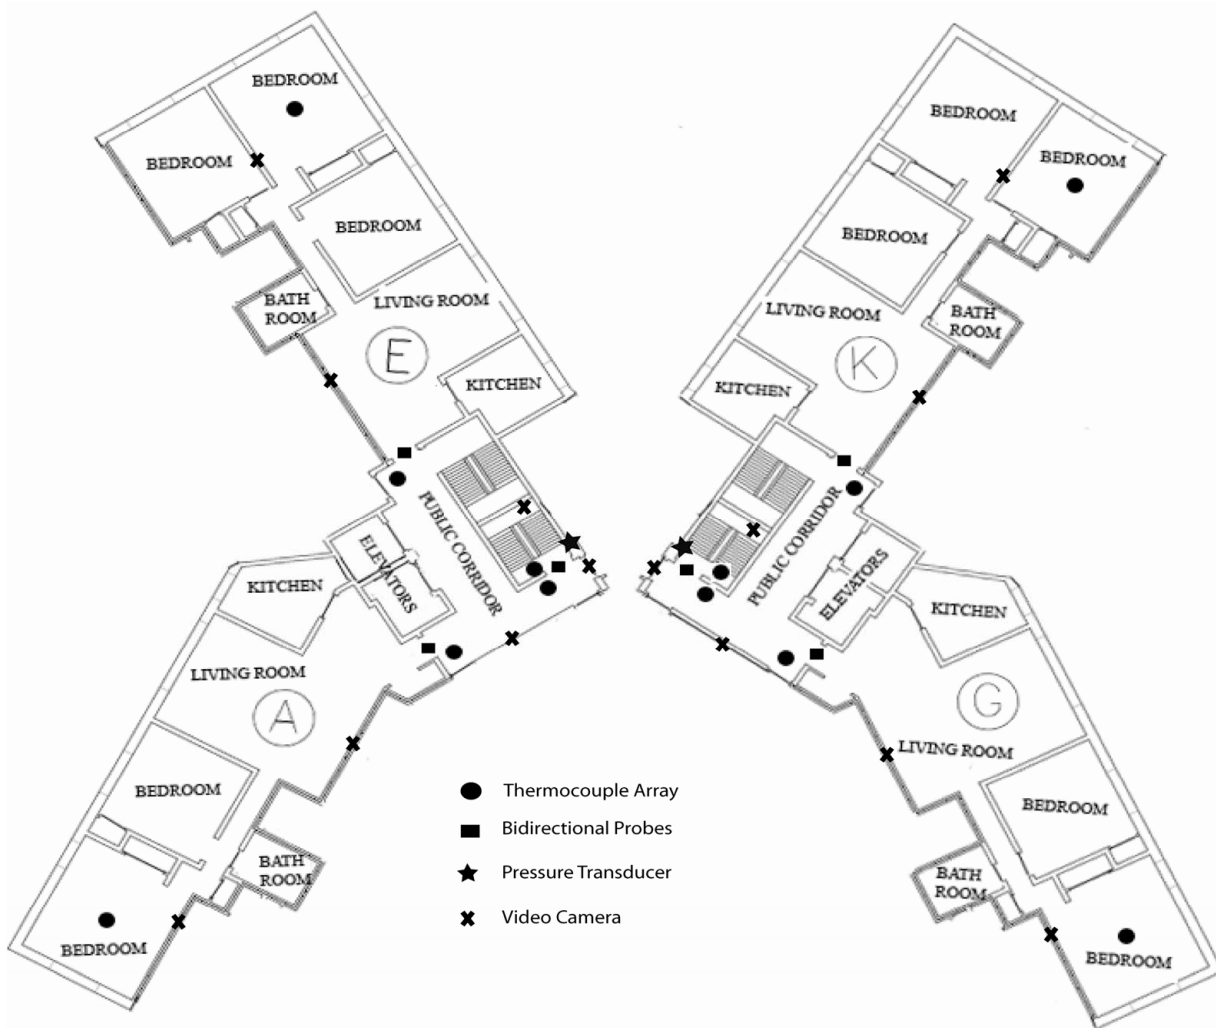 BEDROOM
BEDROOM
BEDROOM
BATH
ROOM
LIVING ROOM
E
KITCHEN
PUBLIC CORRIDOR
ELEVATORS
KITCHEN
LIVING ROOM
A
BEDROOM
BATH
ROOM
BEDROOM
BEDROOM
BEDROOM
BEDROOM
LIVING ROOM
BATH
ROOM
K
KITCHEN
PUBLIC CORRIDOR
ELEVATORS
KITCHEN
G
LIVING ROOM
BEDROOM
BATH
ROOM
BEDROOM
Thermocouple Array
Bidirectional Probes
Pressure Transducer
Video Camera